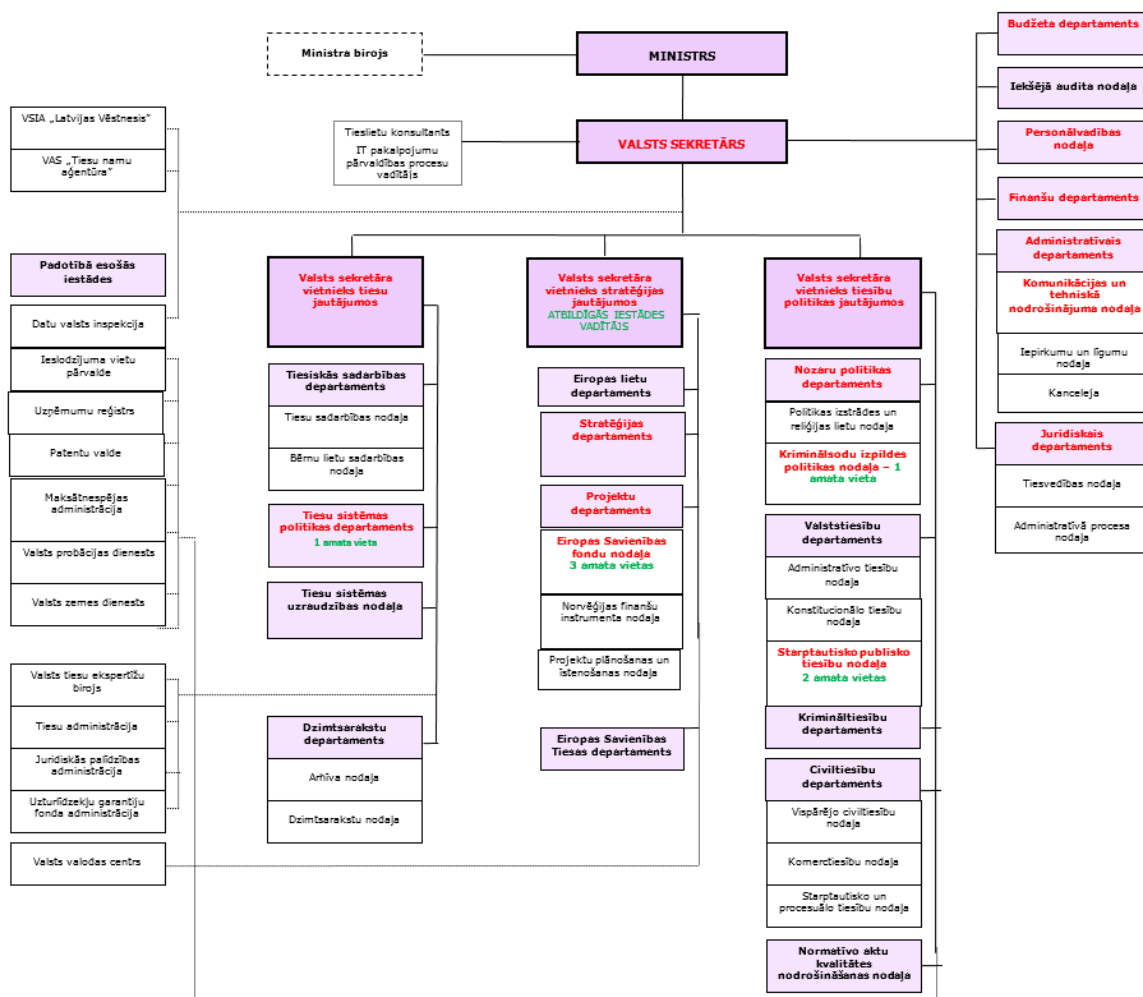 Ministra birojs
MINISTRS
Tieslietu konsultants
IT pakalpojumu
pārvaldības procesu
vadītājs
VALSTS SEKRETĀRS
VSIA „Latvijas Vēstnesis”
VAS „Tiesu namu
aģentūra”
Padotībā esošās
iestādes
Datu valsts inspekcija
Ieslodzījuma vietu
pārvalde
Uzņēmumu reģistrs
Patentu valde
Maksātnespējas
administrācija
Valsts probācijas dienests
Valsts zemes dienests
Valsts tiesu ekspertīžu
birojs
Tiesu administrācija
Juridiskās palīdzības
administrācija
Uzturlīdzekļu garantiju
fonda administrācija
Valsts valodas centrs
Valsts sekretāra
vietnieks tiesu
jautājumos
Tiesiskās sadarbības
departaments
Tiesu sadarbības nodaļa
Bērnu lietu sadarbības
nodaļa
Tiesu sistēmas
politikas departaments
1 amata vieta
Tiesu sistēmas
uzraudzības nodaļa
Dzimtsarakstu
departaments
Arhīva nodaļa
Dzimtsarakstu nodaļa
Valsts sekretāra
vietnieks stratēģijas
jautājumos
ATBILDĪGĀS IESTĀDES
VADĪTĀJS
Eiropas lietu
departaments
Stratēģijas
departaments
Projektu
departaments
Eiropas Savienības
fondu nodaļa
3 amata vietas
Norvēģijas finanšu
instrumenta nodaļa
Projektu plānošanas un
īstenošanas nodaļa
Eiropas Savienības
Tiesas departaments
Valsts sekretāra
vietnieks tiesību
politikas jautājumos
Nozaru politikas
departaments
Politikas izstrādes un
reliģijas lietu nodaļa
Kriminālsodu izpildes
politikas nodaļa – 1
amata vieta
Valststiesību
departaments
Administratīvo tiesību
nodaļa
Konstitucionālo tiesību
nodaļa
Starptautisko publisko
tiesību nodaļa
2 amata vietas
Krimināltiesību
departaments
Civiltiesību
departaments
Vispārējo civiltiesību
nodaļa
Komerctiesību nodaļa
Starptautisko un
procesuālo tiesību nodaļa
Normatīvo aktu
kvalitātes
nodrošināšanas nodaļa
Budžeta departaments
Iekšējā audita nodaļa
Personālvadības
nodaļa
Finanšu departaments
Administratīvais
departaments
Komunikācijas un
tehniskā
nodrošinājuma nodaļa
Iepirkumu un līgumu
nodaļa
Kanceleja
Juridiskais
departaments
Tiesvedības nodaļa
Administratīvā procesa
nodaļa